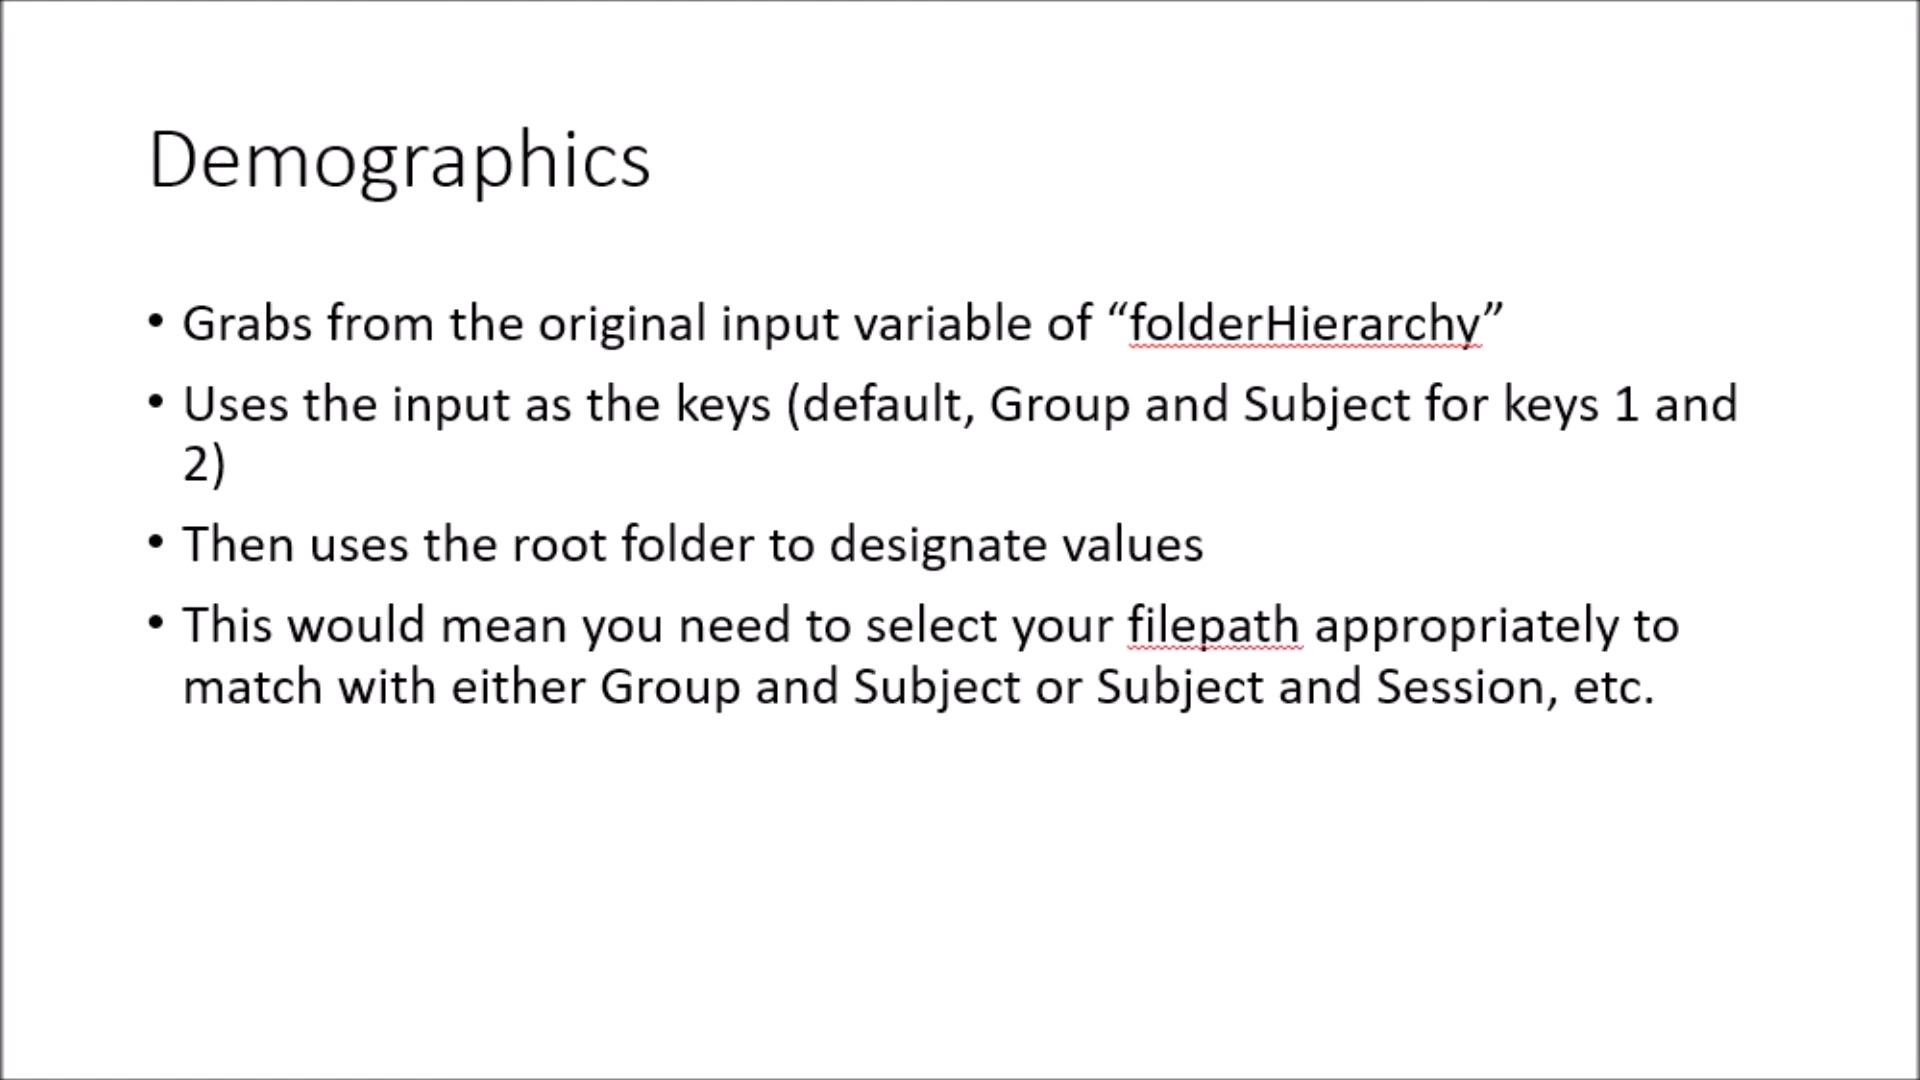 Demographics
• Grabs from the original input variable of “folderHierarchy”
• Uses the input as the keys (default, Group and Subject for keys 1 and
2)
• Then uses the root folder to designate values
• This would mean you need to select your filepath appropriately to
match with either Group and Subject or Subject and Session, etc.